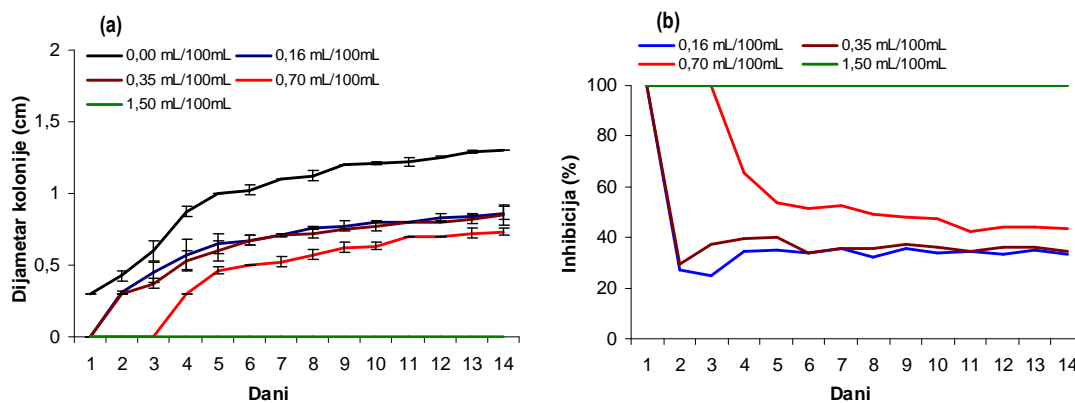 (a)
0,00 mL/100mL 0,16 mL/100mL
0,35 mL/100mL 0,70 mL/100mL
1,50 mL/100mL
Dijametar kolonije (cm)
2
1,5
1
0,5
0
1 2 3 4 5 6 7 8 9 10 11 12 13 14
Dani
(b)
0,16 mL/100mL 0,35 mL/100mL
0,70 mL/100mL 1,50 mL/100mL
Inhibicija (%)
100
80
60
40
20
0
1 2 3 4 5 6 7 8 9 10 11 12 13 14
Dani